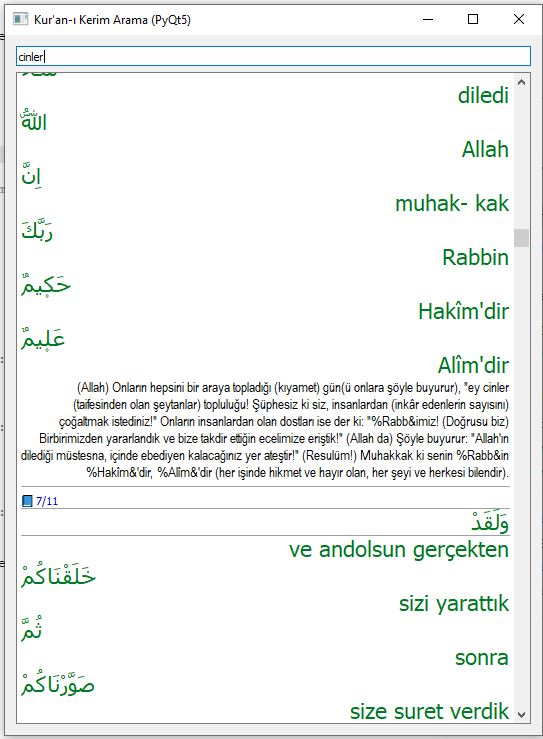 Kur'an-ı Kerim Arama (PyQt5)
cinler
diledi
اللّٰهُ
Allah
اِنَّ
muhak- kak
رَبَّكَ
Rabbin
حَكٖيمٌ
Hakîm'dir
عَلٖيمٌ
Alîm'dir
(Allah) Onların hepsini bir araya topladığı (kıyamet) gün(ü onlara şöyle buyurur), "ey cinler
(taifesinden olan şeytanlar) topluluğu! Şüphesiz ki siz, insanlardan (inkâr edenlerin sayısını)
çoğaltmak istediniz!" Onların insanlardan olan dostları ise der ki: "%Rabb&imiz! (Doğrusu biz)
Birbirimizden yararlandık ve bize takdir ettiğin ecelimize eriştik!" (Allah da) Şöyle buyurur: "Allah'ın
dilediği müstesna, içinde ebediyen kalacağınız yer ateştir!" (Resulüm!) Muhakkak ki senin %Rabb&in
%Hakîm&'dir, %Alîm&'dir (her işinde hikmet ve hayır olan, her şeyi ve herkesi bilendir).
7/11
وَلَقَدْ
ve andolsun gerçekten
خَلَقْنَاكُمْ
sizi yarattık
ثُمَّ
sonra
صَوَّرْنَاكُمْ
size suret verdik